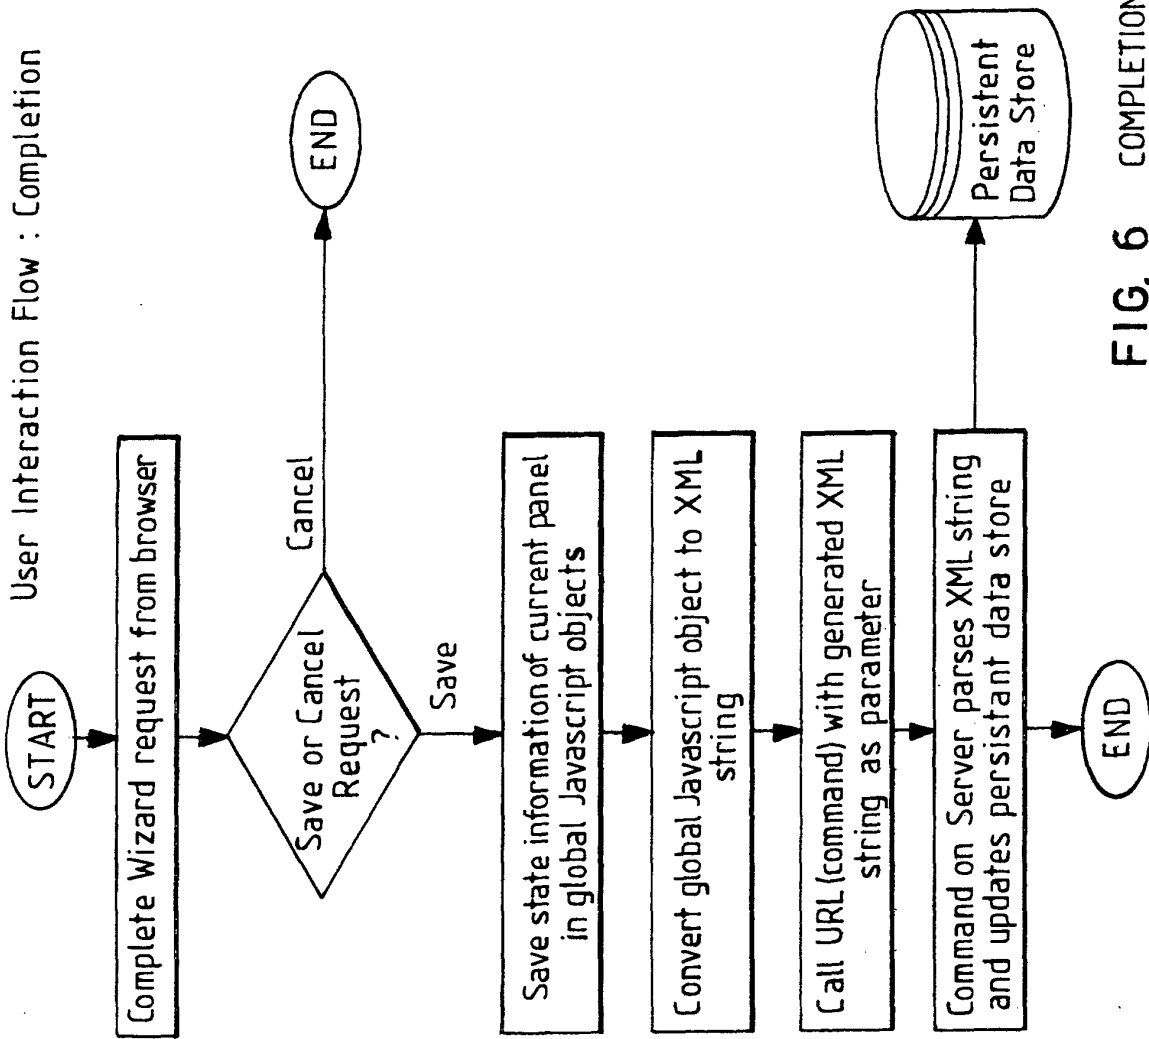 User Interaction Flow : Completion
START
Complete Wizard request from browser
Save or Cancel
Request
?
Cancel
END
Save
Save state information of current panel
in global Javascript objects
Convert global Javascript object to XML
string
Call URL (command) with generated XML
string as parameter
Command on Server parses XML string
and updates persistant data store
Persistent
Data Store
END
FIG. 6 COMPLETION